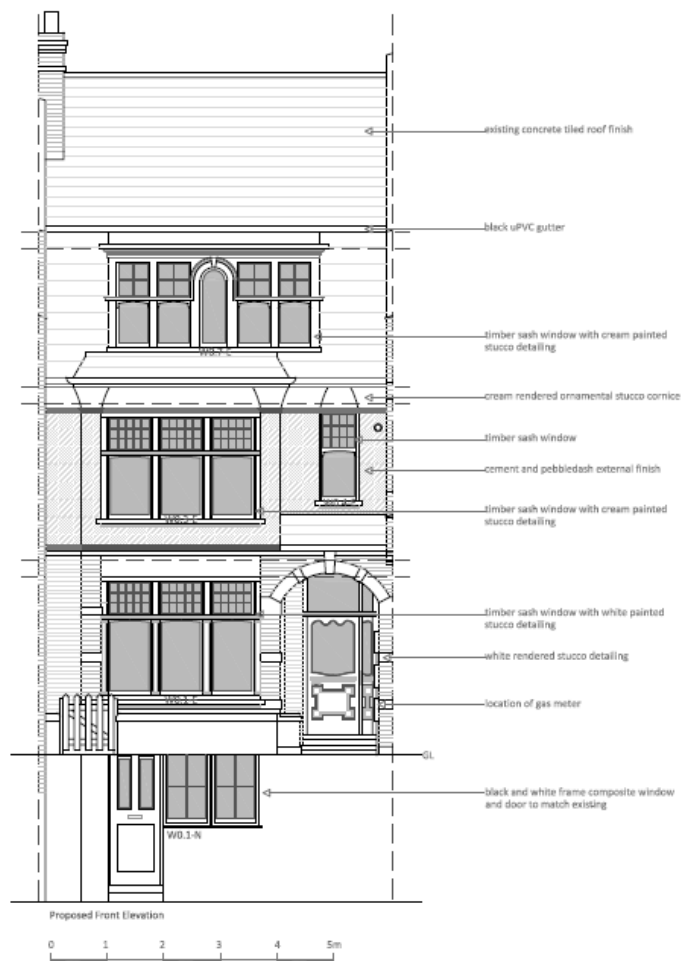 existing concrete tiled roof finish
black uPVC gutter
timber sash window with cream painted
stucco detailing
cream rendered ornamental stucco cornice
timber sash window
cement and pebbledash external finish
timber sash window with cream painted
stucco detailing
timber sash window with white painted
stucco detailing
white rendered stucco detailing
location of gas meter
GL
black and white frame composite window
and door to match existing
W0.1-N
Proposed Front Elevation
0 1 2 3 4 5m